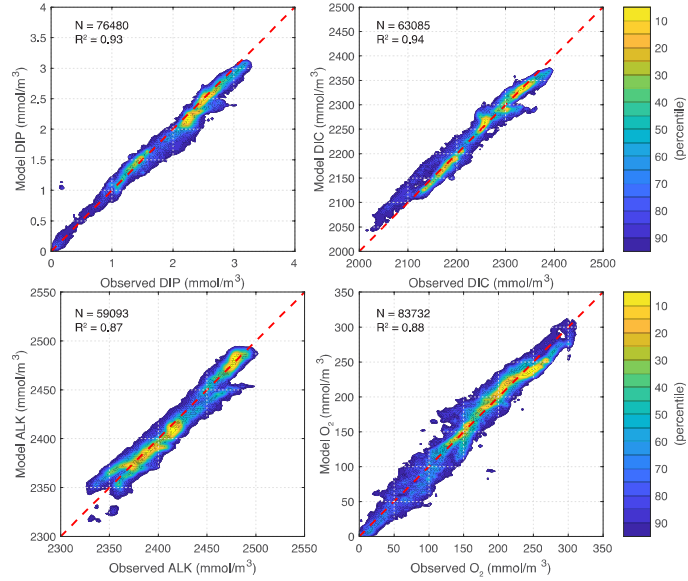 4
3.5
3
2.5
2
1.5
1
0.5
0
0 1 2 3 4
N = 76480
R² = 0.93
Model DIP (mmol/m³)
Observed DIP (mmol/m³)
2400
2350
2300
2250
2200
2150
2100
2050
2000
2000 2100 2200 2300 2400 2500
N = 63085
R² = 0.94
Model DIC (mmol/m³)
Observed DIC (mmol/m³)
10
20
30
40
50
60
70
80
90
(percentile)
2550
2500
2450
2400
2350
2300
2300 2350 2400 2450 2500 2550
N = 59093
R² = 0.87
Model ALK (mmol/m³)
Observed ALK (mmol/m³)
350
300
250
200
150
100
50
0
0 50 100 150 200 250 300 350
N = 83732
R² = 0.88
Model O₂ (mmol/m³)
Observed O₂ (mmol/m³)
10
20
30
40
50
60
70
80
90
(percentile)